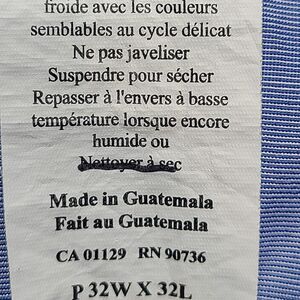 froide avec les couleurs
semblables au cycle délicat
Ne pas javeliser
Suspendre pour sécher
Repasser à l'envers à basse
température lorsque encore
humide ou
Nettoyer à sec
Made in Guatemala
Fait au Guatemala
CA 01129 RN 90736
P 32W X 32L